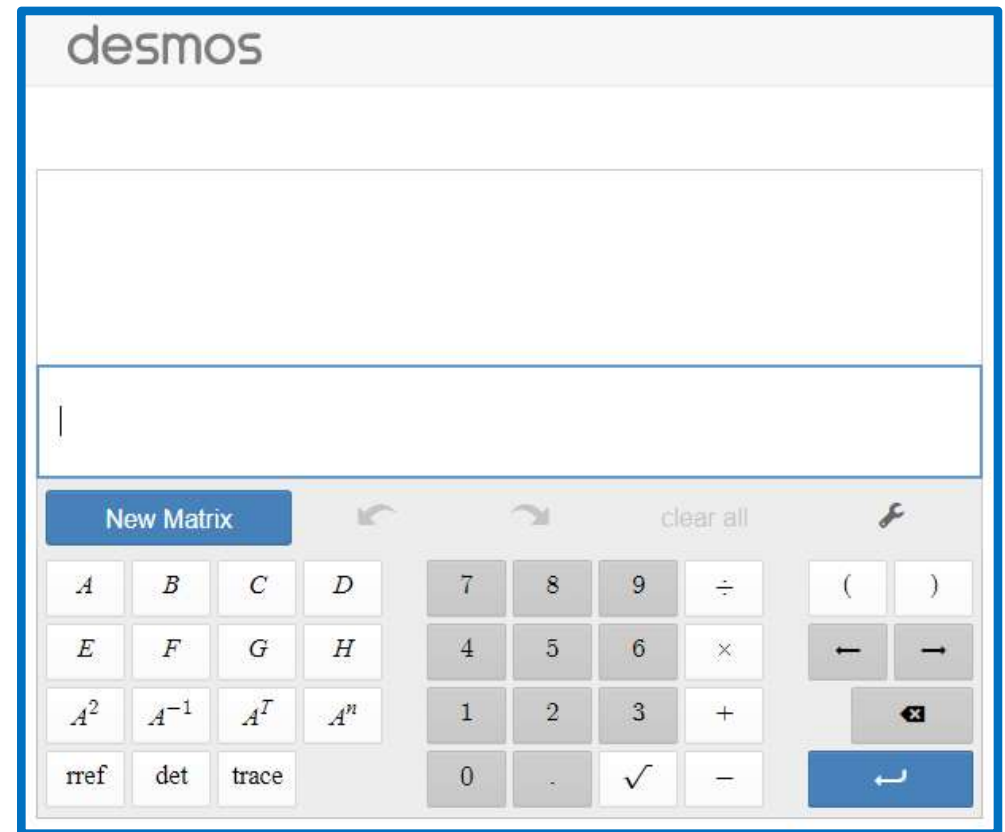 desmos
New Matrix clear all
A B C D 7 8 9 ÷ ( )
E F G H 4 5 6 × ← →
A² A⁻¹ Aᵀ Aⁿ 1 2 3 +
rref det trace 0 . √ −